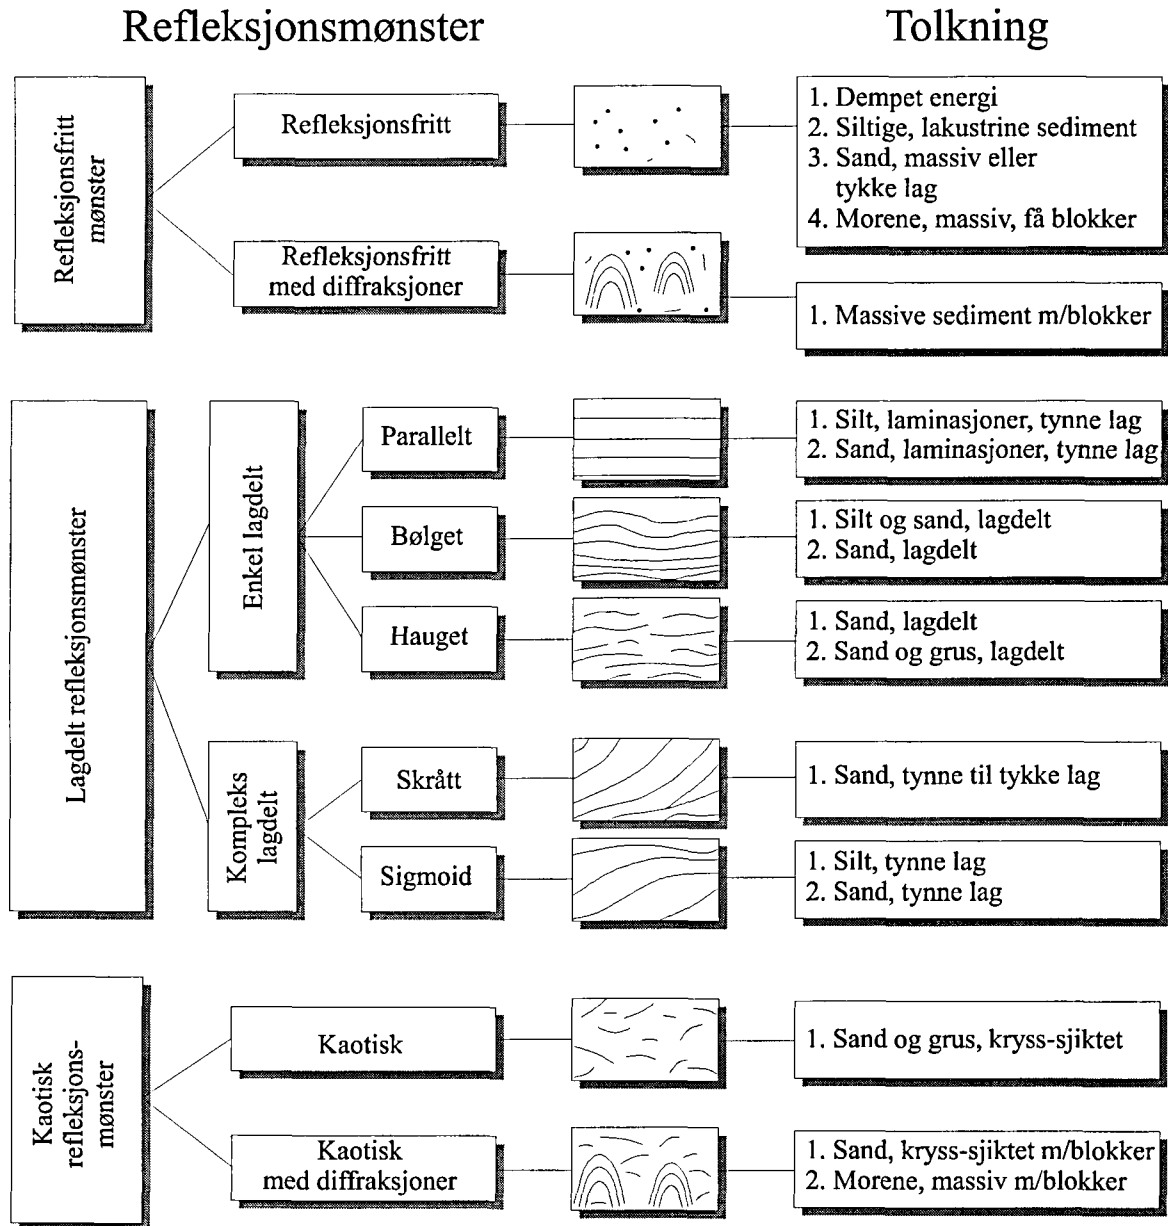 Refleksjonsmønster
Tolkning
Refleksjonsfritt
mønster
Refleksjonsfritt
1. Dempet energi
2. Siltige, lakustrine sediment
3. Sand, massiv eller
tykke lag
4. Morene, massiv, få blokker
Refleksjonsfritt
med diffraksjoner
1. Massive sediment m/blokker
Lagdelt refleksjonsmønster
Enkel lagdelt
Parallelt
1. Silt, laminasjoner, tynne lag
2. Sand, laminasjoner, tynne lag
Bølget
1. Silt og sand, lagdelt
2. Sand, lagdelt
Hauget
1. Sand, lagdelt
2. Sand og grus, lagdelt
Kompleks
lagdelt
Skrått
1. Sand, tynne til tykke lag
Sigmoid
1. Silt, tynne lag
2. Sand, tynne lag
Kaotisk
refleksjons-
mønster
Kaotisk
1. Sand og grus, kryss-sjiktet
Kaotisk
med diffraksjoner
1. Sand, kryss-sjiktet m/blokker
2. Morene, massiv m/blokker